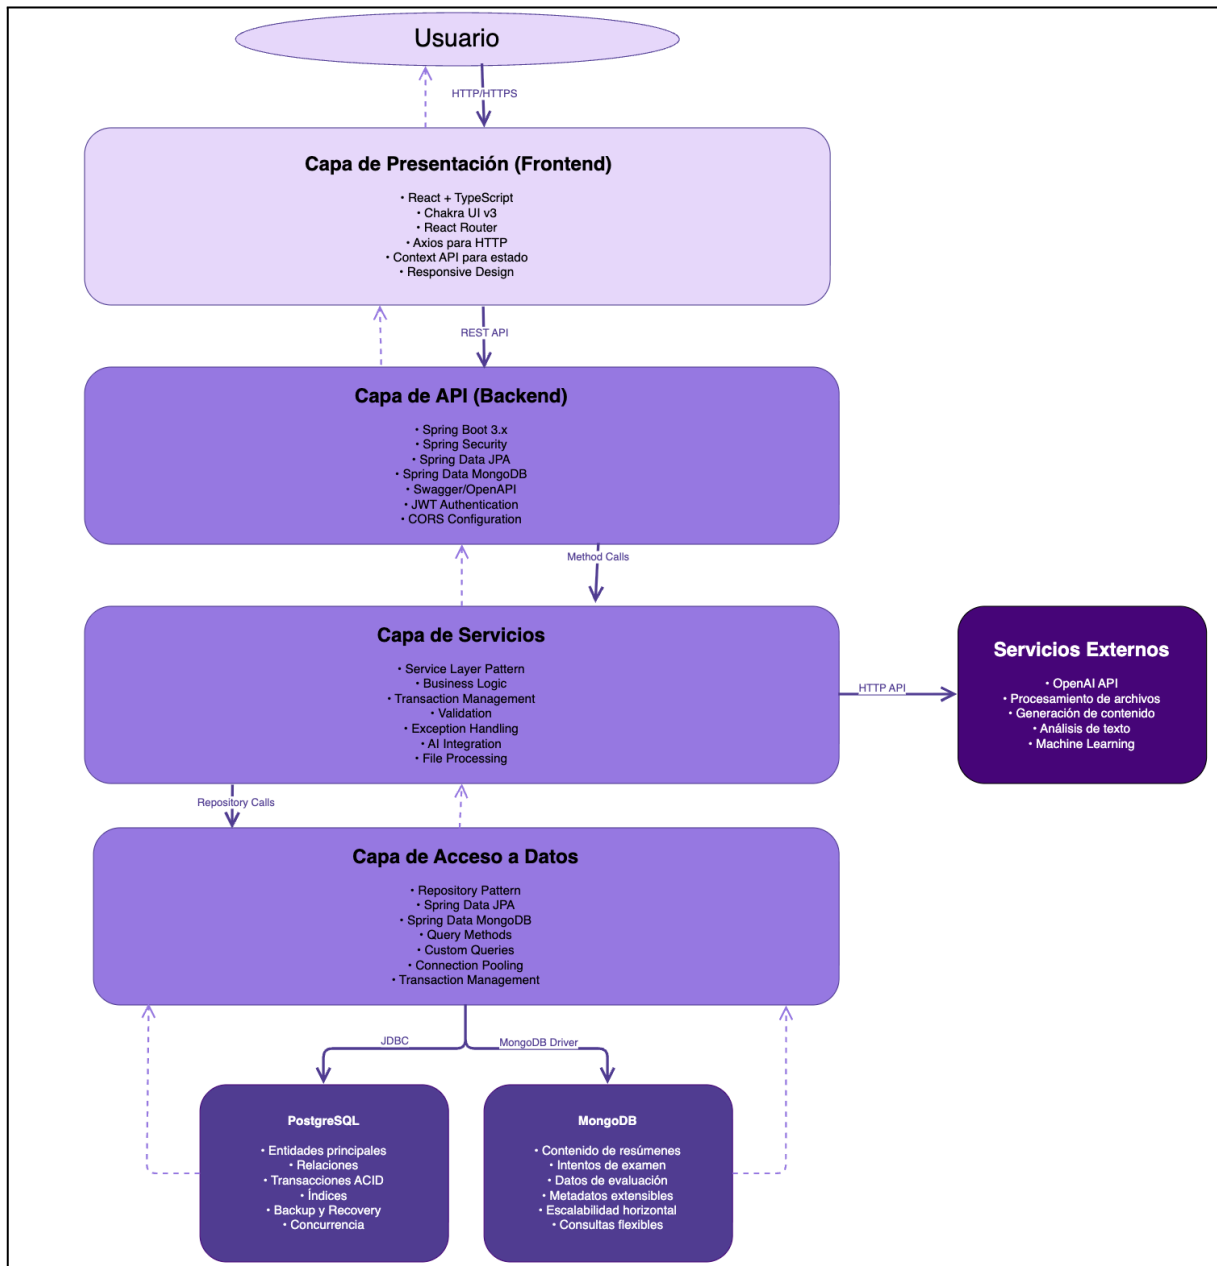 Usuario
HTTP/HTTPS
Capa de Presentación (Frontend)
• React + TypeScript
• Chakra UI v3
• React Router
• Axios para HTTP
• Context API para estado
• Responsive Design
REST API
Capa de API (Backend)
• Spring Boot 3.x
• Spring Security
• Spring Data JPA
• Spring Data MongoDB
• Swagger/OpenAPI
• JWT Authentication
• CORS Configuration
Method Calls
Capa de Servicios
• Service Layer Pattern
• Business Logic
• Transaction Management
• Validation
• Exception Handling
• AI Integration
• File Processing
HTTP API
Servicios Externos
• OpenAI API
• Procesamiento de archivos
• Generación de contenido
• Análisis de texto
• Machine Learning
Repository Calls
Capa de Acceso a Datos
• Repository Pattern
• Spring Data JPA
• Spring Data MongoDB
• Query Methods
• Custom Queries
• Connection Pooling
• Transaction Management
JDBC
MongoDB Driver
PostgreSQL
• Entidades principales
• Relaciones
• Transacciones ACID
• Índices
• Backup y Recovery
• Concurrencia
MongoDB
• Contenido de resúmenes
• Intentos de examen
• Datos de evaluación
• Metadatos extensibles
• Escalabilidad horizontal
• Consultas flexibles